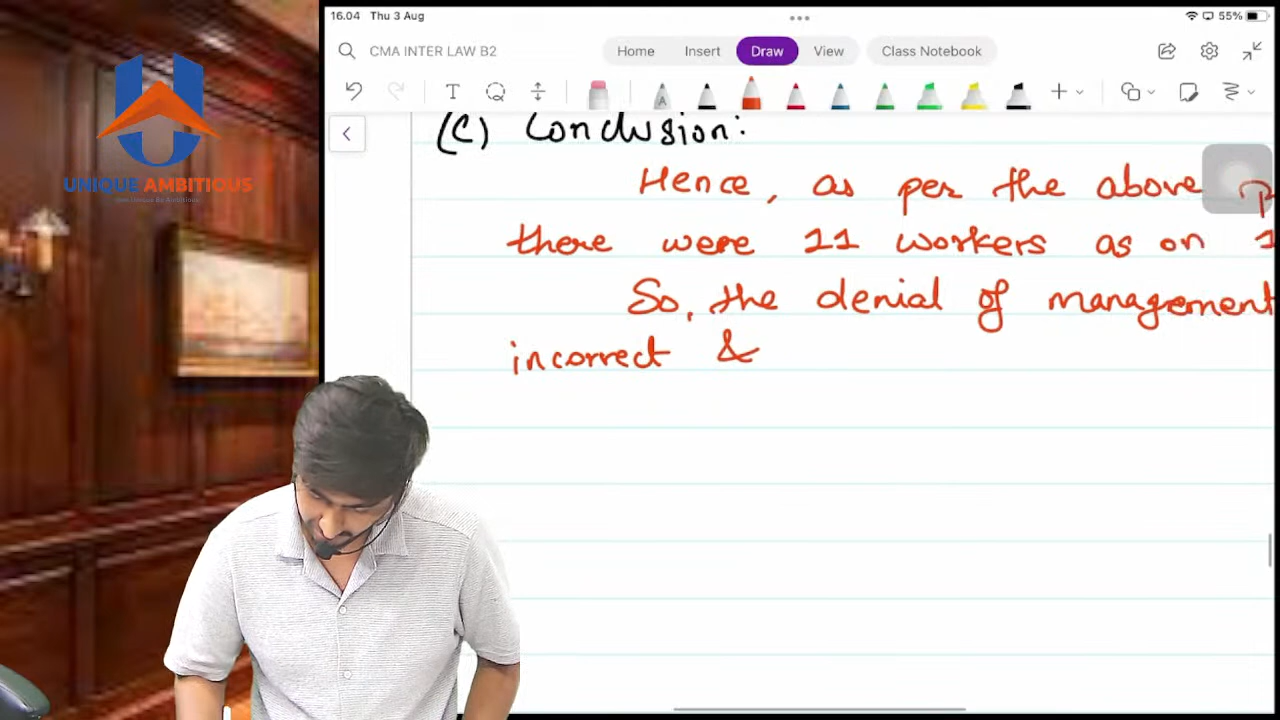 16.04 Thu 3 Aug
55%
CMA INTER LAW B2
Home Insert Draw View Class Notebook
UNIQUE AMBITIOUS
(C) Conclusion:
Hence, as per the above
there were 11 workers as on 1
So, the denial of management
incorrect &